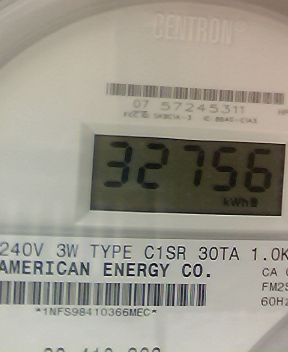 CENTRON®
07 57245311
32756
kWh
240V 3W TYPE C1SR 30TA 1.0K
AMERICAN ENERGY CO.
CA
FM2S
60Hz
*1NFS98410366MEC*